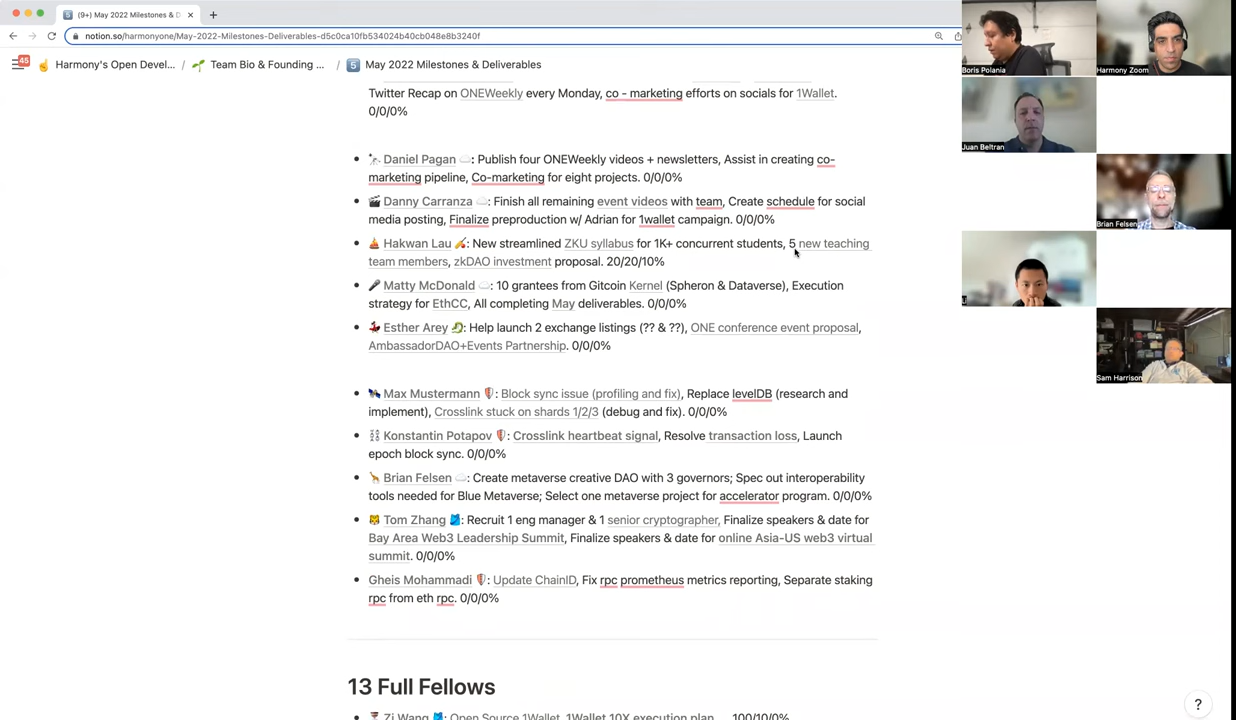 (9+) May 2022 Milestones & D
notion.so/harmonyone/May-2022-Milestones-Deliverables-d5c0ca10fb534024b40cb048e8b3240f
45
Harmony's Open Devel... / Team Bio & Founding ... / May 2022 Milestones & Deliverables
Twitter Recap on ONEWeekly every Monday, co - marketing efforts on socials for 1Wallet.
0/0/0%
Daniel Pagan : Publish four ONEWeekly videos + newsletters, Assist in creating co-
marketing pipeline, Co-marketing for eight projects. 0/0/0%
Danny Carranza : Finish all remaining event videos with team, Create schedule for social
media posting, Finalize preproduction w/ Adrian for 1wallet campaign. 0/0/0%
Hakwan Lau : New streamlined ZKU syllabus for 1K+ concurrent students, 5 new teaching
team members, zkDAO investment proposal. 20/20/10%
Matty McDonald : 10 grantees from Gitcoin Kernel (Spheron & Dataverse), Execution
strategy for EthCC, All completing May deliverables. 0/0/0%
Esther Arey : Help launch 2 exchange listings (?? & ??), ONE conference event proposal,
AmbassadorDAO+Events Partnership. 0/0/0%
Max Mustermann : Block sync issue (profiling and fix), Replace levelDB (research and
implement), Crosslink stuck on shards 1/2/3 (debug and fix). 0/0/0%
Konstantin Potapov : Crosslink heartbeat signal, Resolve transaction loss, Launch
epoch block sync. 0/0/0%
Brian Felsen : Create metaverse creative DAO with 3 governors; Spec out interoperability
tools needed for Blue Metaverse; Select one metaverse project for accelerator program. 0/0/0%
Tom Zhang : Recruit 1 eng manager & 1 senior cryptographer, Finalize speakers & date for
Bay Area Web3 Leadership Summit, Finalize speakers & date for online Asia-US web3 virtual
summit. 0/0/0%
Gheis Mohammadi : Update ChainID, Fix rpc prometheus metrics reporting, Separate staking
rpc from eth rpc. 0/0/0%
13 Full Fellows
Zi Wang : Open Source 1Wallet, 1Wallet 10X execution plan, 100/10/0%
Boris Polania
Harmony Zoom
Juan Beltran
Brian Felsen
Sam Harrison
?